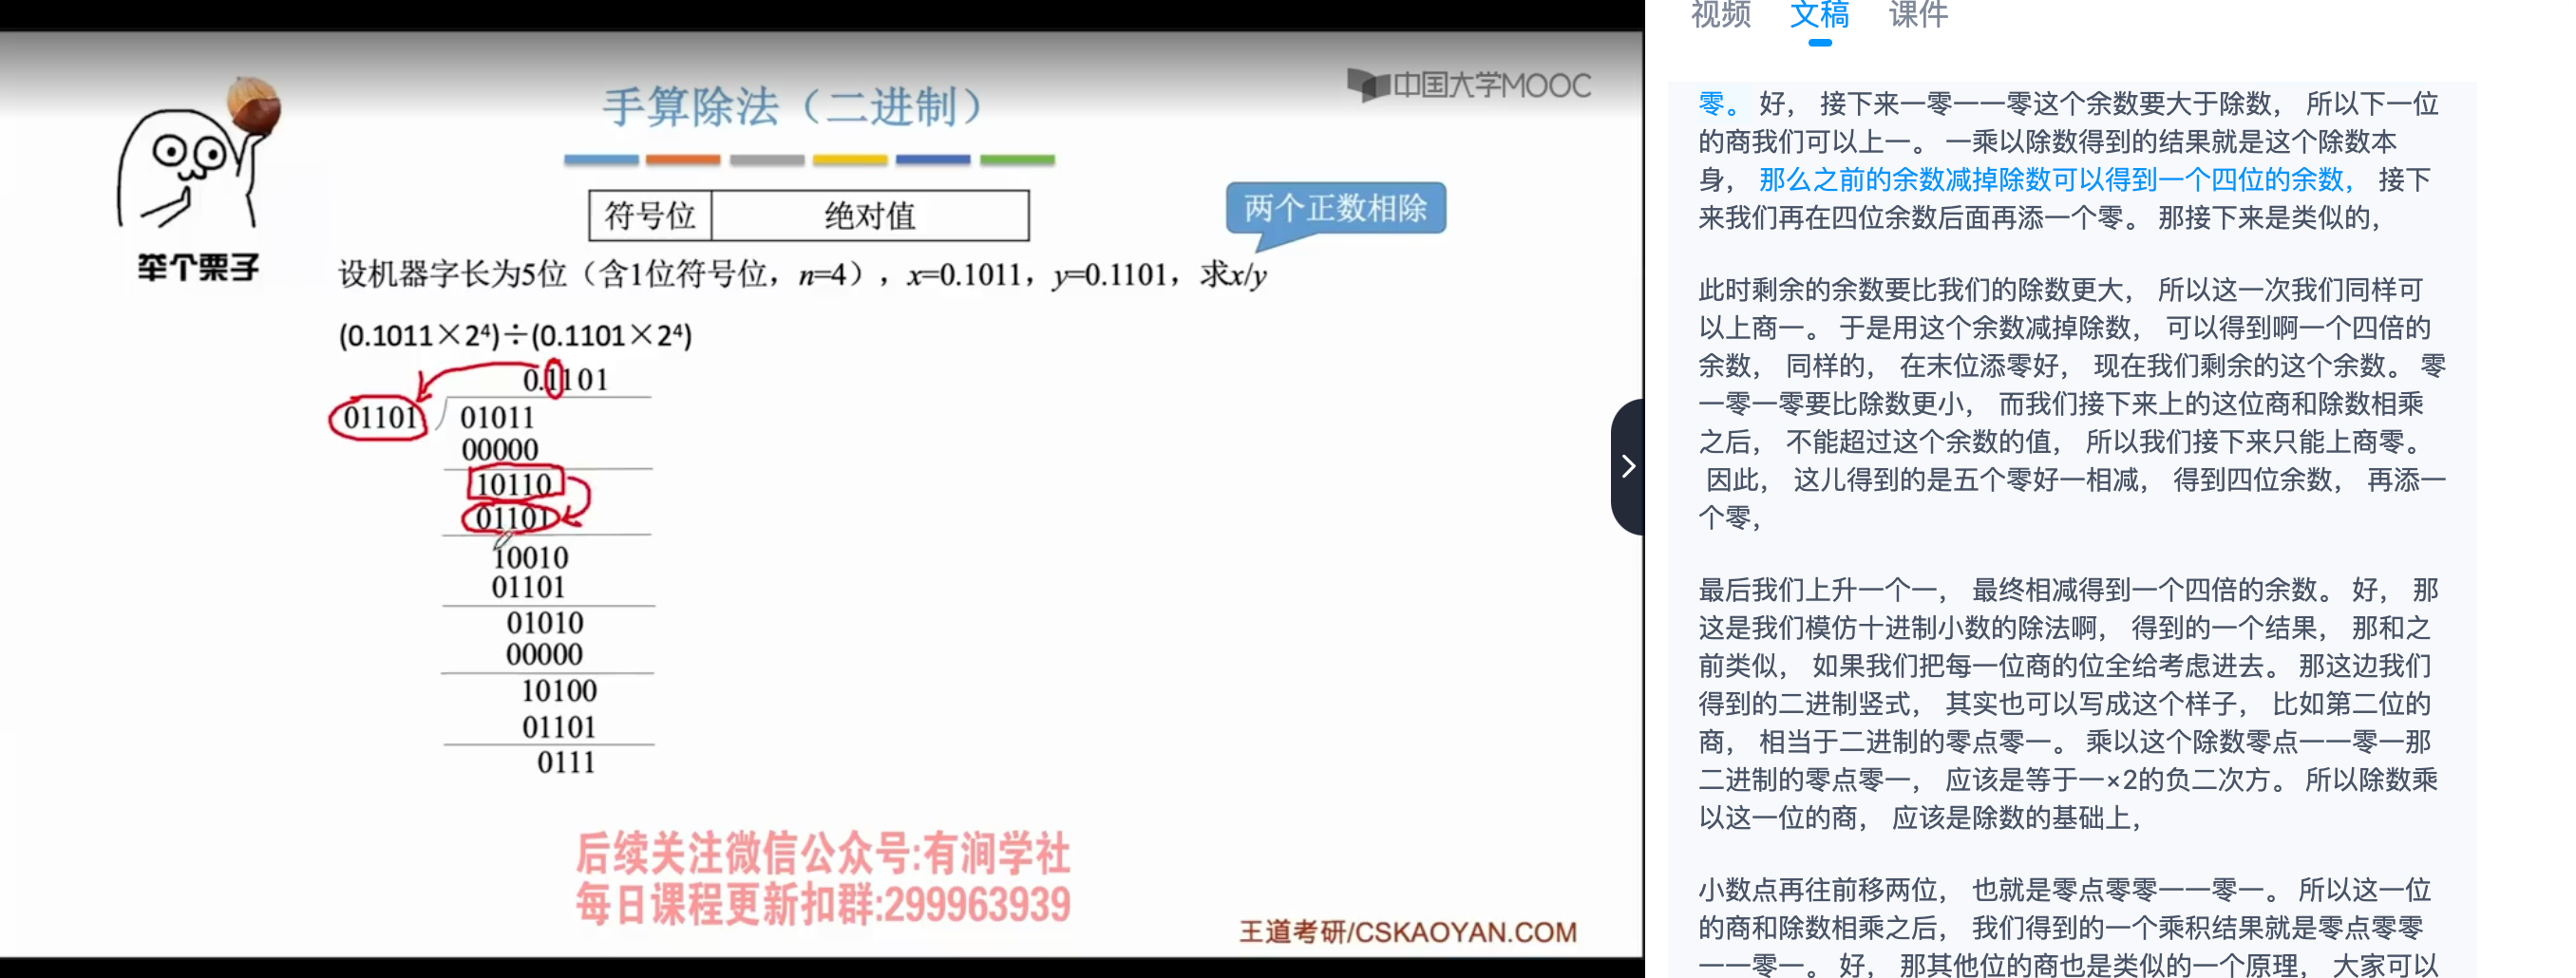 中国大学MOOC
手算除法（二进制）
符号位 绝对值
两个正数相除
举个栗子
设机器字长为5位（含1位符号位，n=4），x=0.1011，y=0.1101，求x/y
(0.1011×2⁴)÷(0.1101×2⁴)
0.1101
01101 01011
00000
10110
01101
10010
01101
01010
00000
10100
01101
0111
后续关注微信公众号:有涧学社
每日课程更新扣群:299963939
王道考研/CSKAOYAN.COM
视频 文稿 课件
零。 好， 接下来一零一一零这个余数要大于除数， 所以下一位
的商我们可以上一。 一乘以除数得到的结果就是这个除数本
身， 那么之前的余数减掉除数可以得到一个四位的余数， 接下
来我们再在四位余数后面再添一个零。 那接下来是类似的，
此时剩余的余数要比我们的除数更大， 所以这一次我们同样可
以上商一。 于是用这个余数减掉除数， 可以得到啊一个四倍的
余数， 同样的， 在末位添零好， 现在我们剩余的这个余数。 零
一零一零要比除数更小， 而我们接下来上的这位商和除数相乘
之后， 不能超过这个余数的值， 所以我们接下来只能上商零。
因此， 这儿得到的是五个零好一相减， 得到四位余数， 再添一
个零，
最后我们上升一个一， 最终相减得到一个四倍的余数。 好， 那
这是我们模仿十进制小数的除法啊， 得到的一个结果， 那和之
前类似， 如果我们把每一位商的位全给考虑进去。 那这边我们
得到的二进制竖式， 其实也可以写成这个样子， 比如第二位的
商， 相当于二进制的零点零一。 乘以这个除数零点一一零一那
二进制的零点零一， 应该是等于一×2的负二次方。 所以除数乘
以这一位的商， 应该是除数的基础上，
小数点再往前移两位， 也就是零点零零一一零一。 所以这一位
的商和除数相乘之后， 我们得到的一个乘积结果就是零点零零
一一零一。 好， 那其他位的商也是类似的一个原理， 大家可以